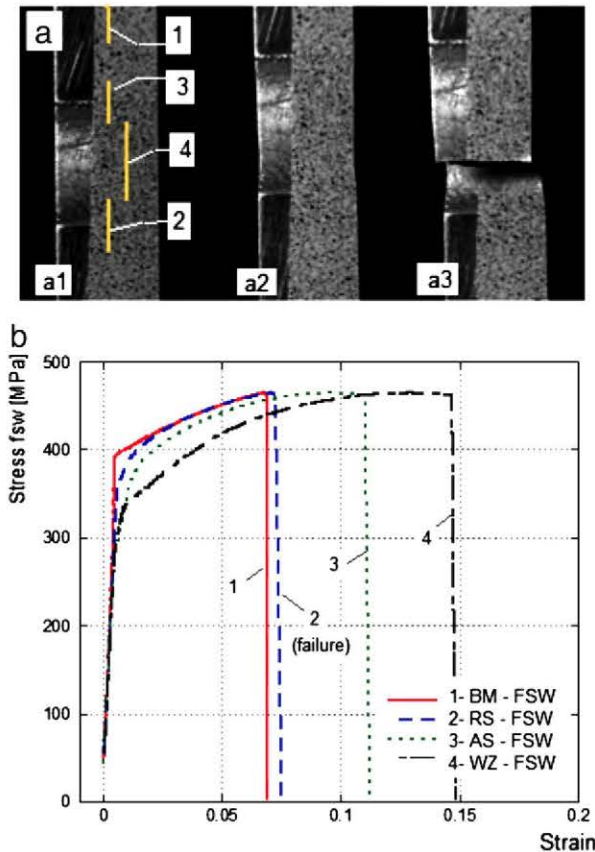 a
1
3
4
2
a1
a2
a3
b
Stress fsw [MPa]
500
400
300
200
100
0
0
0.05
0.1
0.15
0.2
Strain
1
2
(failure)
3
4
1- BM - FSW
2- RS - FSW
3- AS - FSW
4- WZ - FSW